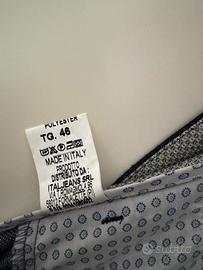 POLYESTER
TG. 46
MADE IN ITALY
PRODOTTO
DISTRIBUITO DA :
ITALJEANS SRL
Subito